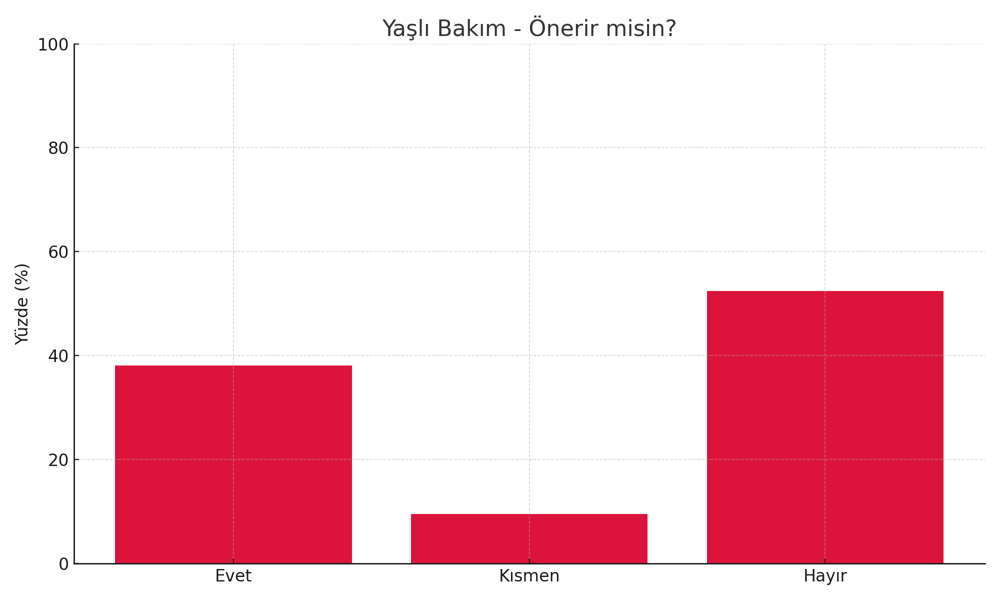 Yaşlı Bakım - Önerir misin?
Yüzde (%)
100
80
60
40
20
0
Evet
Kısmen
Hayır